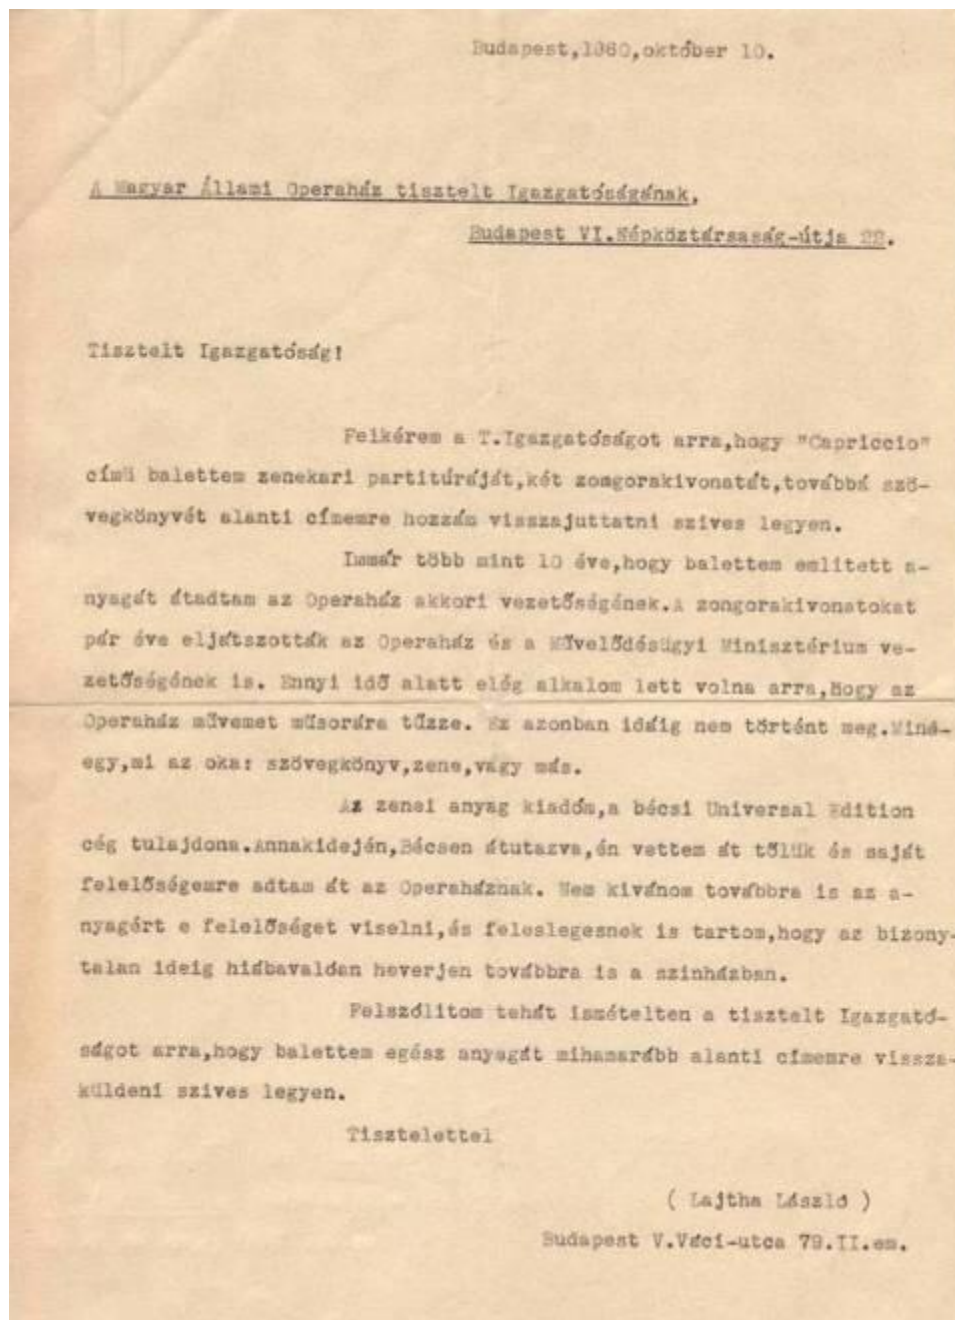 Budapest,1960,október 10.
A Magyar Állami Operaház tisztelt Igazgatóságának,
Budapest VI.Népköztársaság-útja 22.
Tisztelt Igazgatóság!
Felkérem a T.Igazgatóságot arra,hogy "Capriccio"
című balettem zenekari partitúráját,két zongorakivonatát,továbbá szö-
vegkönyvét alanti címemre hozzám visszajuttatni szives legyen.
Immár több mint 10 éve,hogy balettem emlitett a-
nyagát átadtam az Operaház akkori vezetőségének.A zongorakivonatokat
pár éve eljátszották az Operaház és a Művelődésügyi Minisztérium ve-
zetőségének is. Ennyi idő alatt elég alkalom lett volna arra,hogy az
Operaház művemet műsorára tűzze. Ez azonban idáig nem történt meg.Mind-
egy,mi az oka: szövegkönyv,zene,vagy más.
Az zenei anyag kiadóm,a bécsi Universal Edition
cég tulajdona.Annakidején,Bécsen átutazva,én vettem át tőlük és saját
felelőségemre adtam át az Operaháznak. Nem kivánom továbbra is az a-
nyagért e felelőséget viselni,és feleslegesnek is tartom,hogy az bizony-
talan ideig hiábavalóan heverjen továbbra is a szinházban.
Felszólitom tehát ismételten a tisztelt Igazgató-
ságot arra,hogy balettem egész anyagát mihamarább alanti címemre vissza-
küldeni szives legyen.
Tisztelettel
( Lajtha László )
Budapest V.Váci-utca 79.II.em.